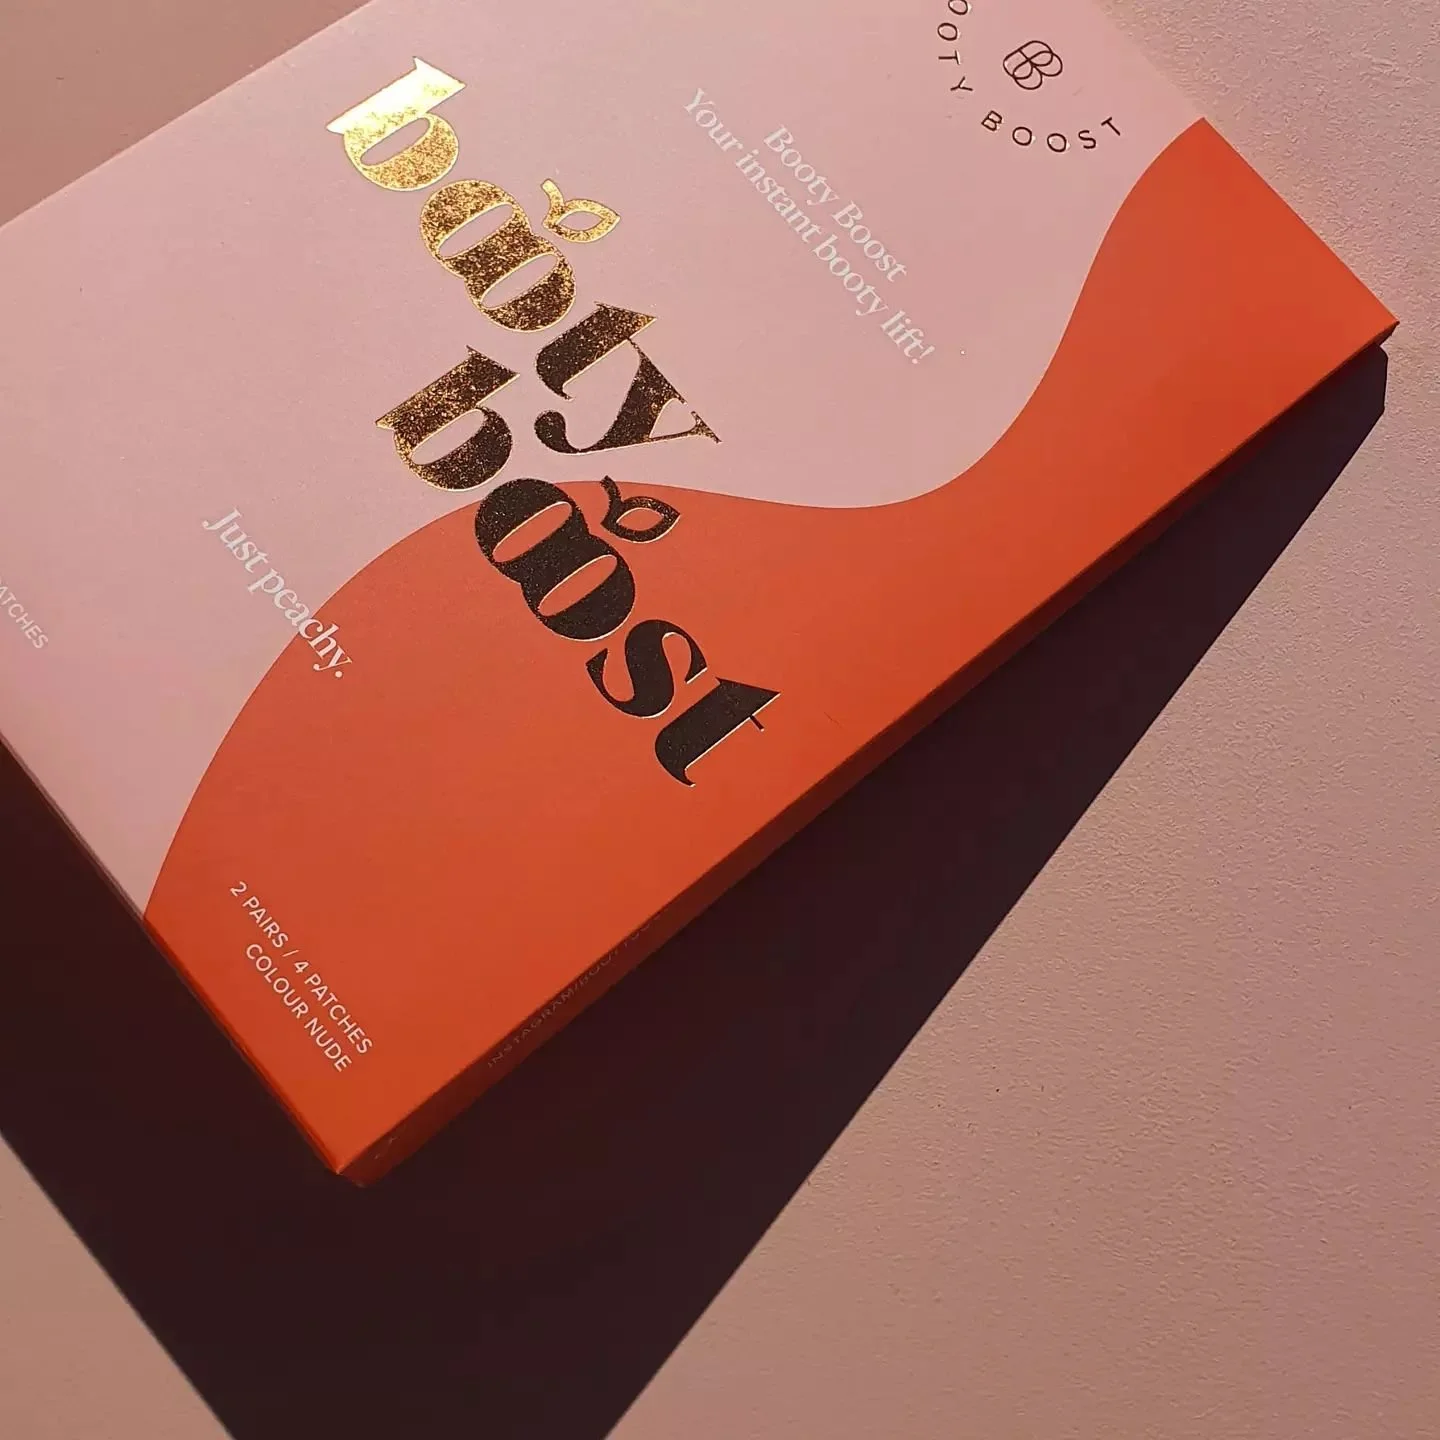 BOOTY BOOST
Booty Boost
Your instant booty lift!
booty
boost
Just peachy.
2 PAIRS / 4 PATCHES
COLOUR NUDE